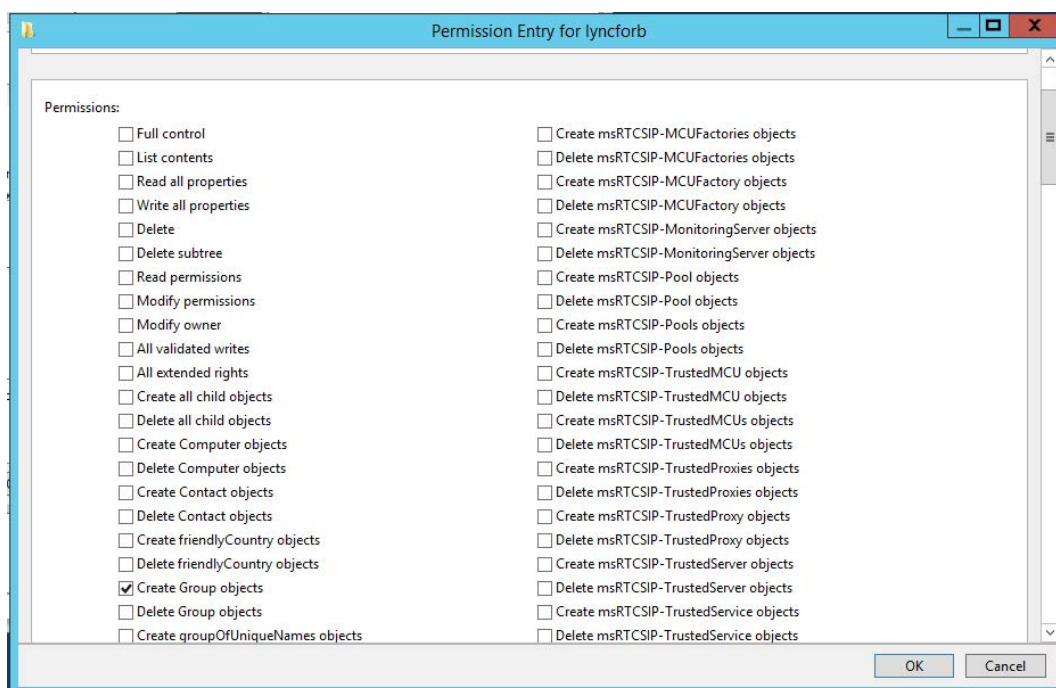 Permission Entry for lyncforb
Permissions:
Full control
List contents
Read all properties
Write all properties
Delete
Delete subtree
Read permissions
Modify permissions
Modify owner
All validated writes
All extended rights
Create all child objects
Delete all child objects
Create Computer objects
Delete Computer objects
Create Contact objects
Delete Contact objects
Create friendlyCountry objects
Delete friendlyCountry objects
Create Group objects
Delete Group objects
Create groupOfUniqueNames objects
Create msRTCSIP-MCUFactories objects
Delete msRTCSIP-MCUFactories objects
Create msRTCSIP-MCUFactory objects
Delete msRTCSIP-MCUFactory objects
Create msRTCSIP-MonitoringServer objects
Delete msRTCSIP-MonitoringServer objects
Create msRTCSIP-Pool objects
Delete msRTCSIP-Pool objects
Create msRTCSIP-Pools objects
Delete msRTCSIP-Pools objects
Create msRTCSIP-TrustedMCU objects
Delete msRTCSIP-TrustedMCU objects
Create msRTCSIP-TrustedMCUs objects
Delete msRTCSIP-TrustedMCUs objects
Create msRTCSIP-TrustedProxies objects
Delete msRTCSIP-TrustedProxies objects
Create msRTCSIP-TrustedProxy objects
Delete msRTCSIP-TrustedProxy objects
Create msRTCSIP-TrustedServer objects
Delete msRTCSIP-TrustedServer objects
Create msRTCSIP-TrustedService objects
Delete msRTCSIP-TrustedService objects
OK
Cancel